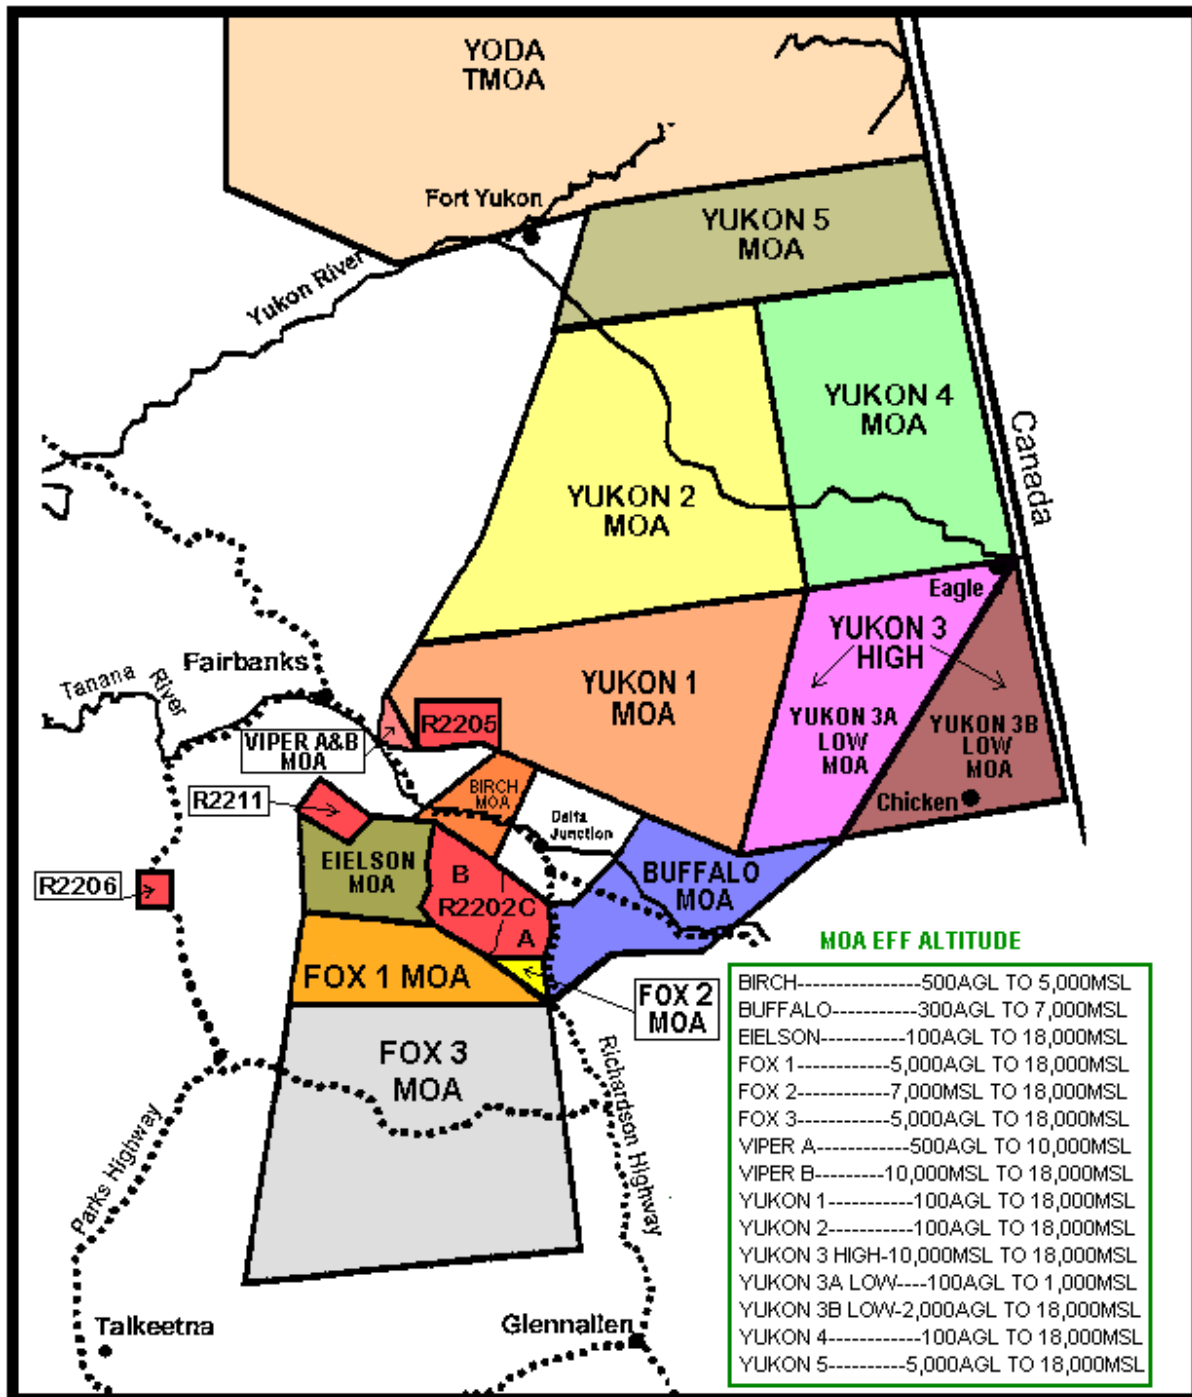 YODA
TMOA
Fort Yukon
YUKON 5
MOA
Yukon River
YUKON 4
MOA
Canada
YUKON 2
MOA
Eagle
YUKON 3
HIGH
Fairbanks
Tanana
River
YUKON 1
MOA
R2205
YUKON 3A
LOW
MOA
YUKON 3B
LOW
MOA
VIPER A&B
MOA
BIRCH
MOA
R2211
Chicken
Delta
Junction
EIELSON
MOA
B
R2202C
A
BUFFALO
MOA
R2206
FOX 1 MOA
FOX 2
MOA
FOX 3
MOA
Richardson Highway
Parks Highway
Talkeetna
Glennallen
MOA EFF ALTITUDE
BIRCH-----------------500AGL TO 5,000MSL
BUFFALO-----------300AGL TO 7,000MSL
EIELSON-----------100AGL TO 18,000MSL
FOX 1-------------5,000AGL TO 18,000MSL
FOX 2-------------7,000MSL TO 18,000MSL
FOX 3-------------5,000AGL TO 18,000MSL
VIPER A-----------500AGL TO 10,000MSL
VIPER B---------10,000MSL TO 18,000MSL
YUKON 1-----------100AGL TO 18,000MSL
YUKON 2-----------100AGL TO 18,000MSL
YUKON 3 HIGH-10,000MSL TO 18,000MSL
YUKON 3A LOW----100AGL TO 1,000MSL
YUKON 3B LOW-2,000AGL TO 18,000MSL
YUKON 4------------100AGL TO 18,000MSL
YUKON 5----------5,000AGL TO 18,000MSL